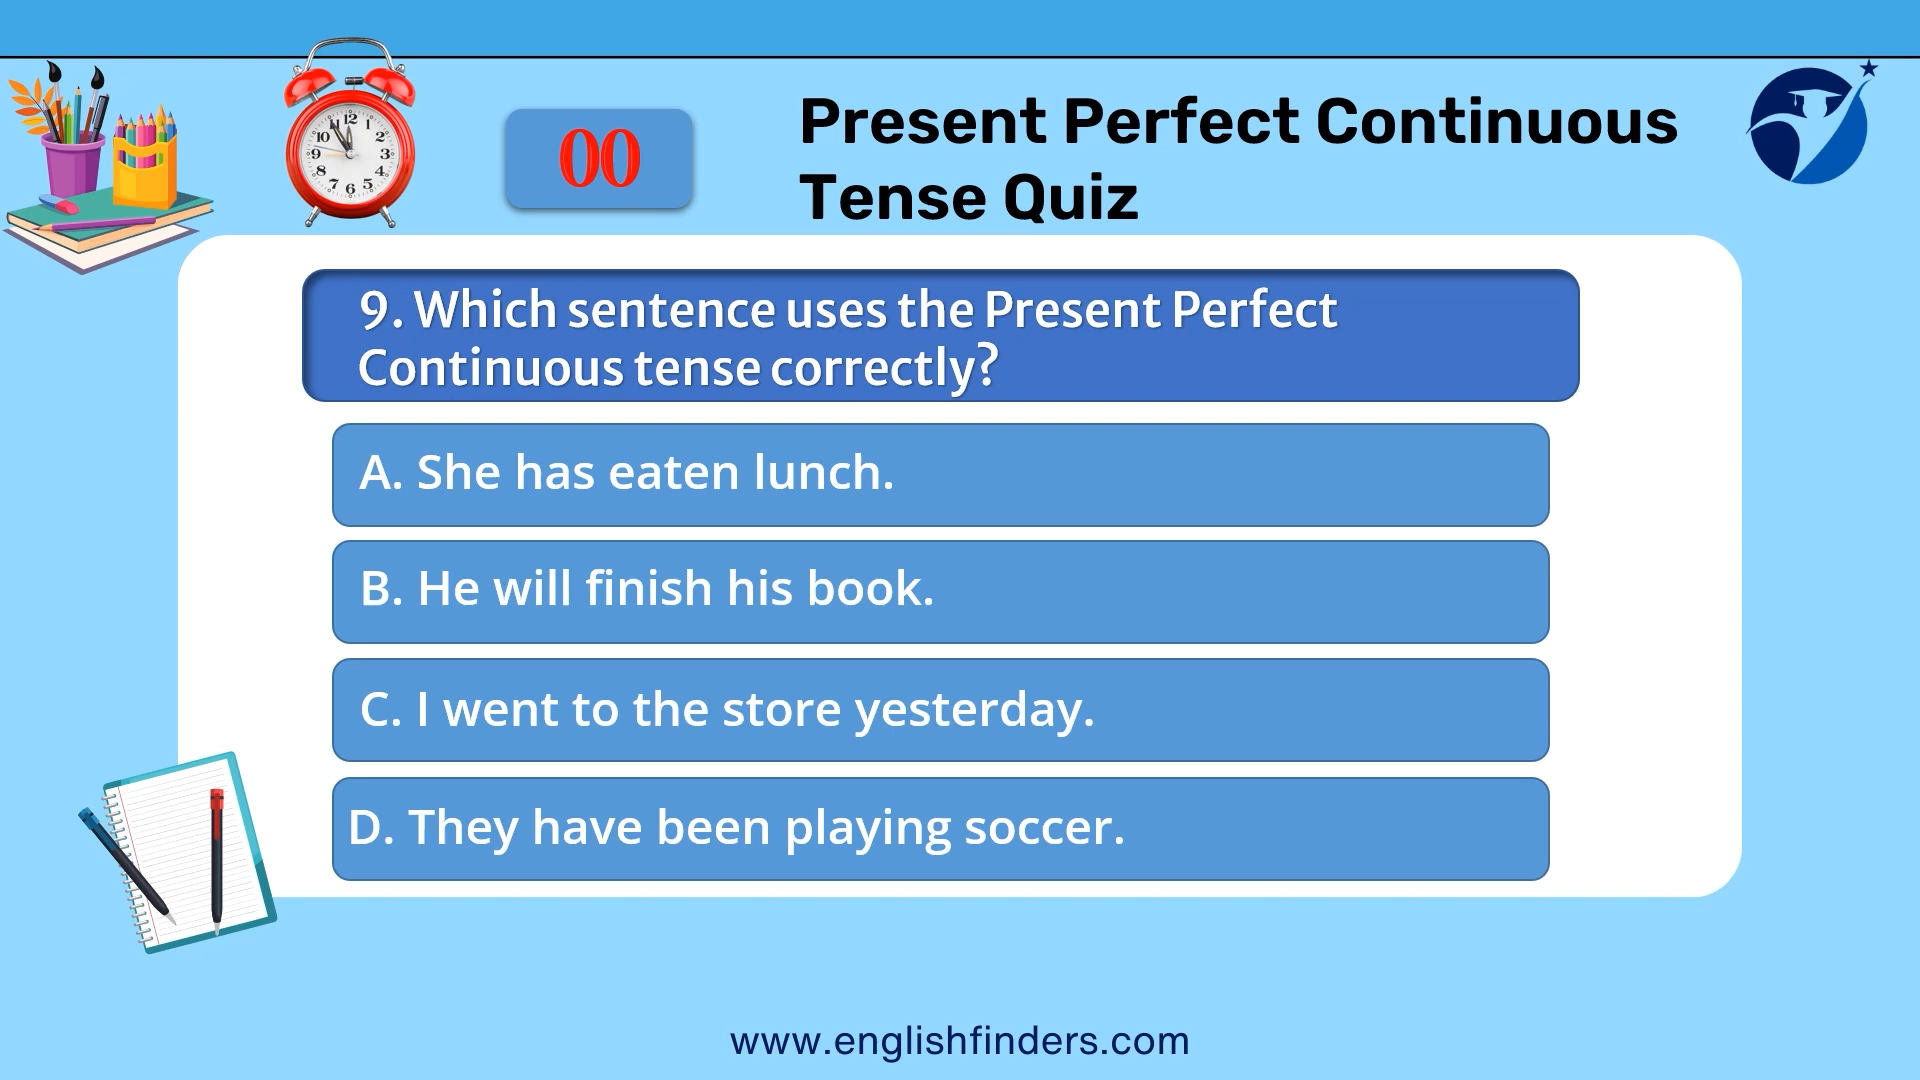 00
Present Perfect Continuous
Tense Quiz
9. Which sentence uses the Present Perfect
Continuous tense correctly?
A. She has eaten lunch.
B. He will finish his book.
C. I went to the store yesterday.
D. They have been playing soccer.
www.englishfinders.com